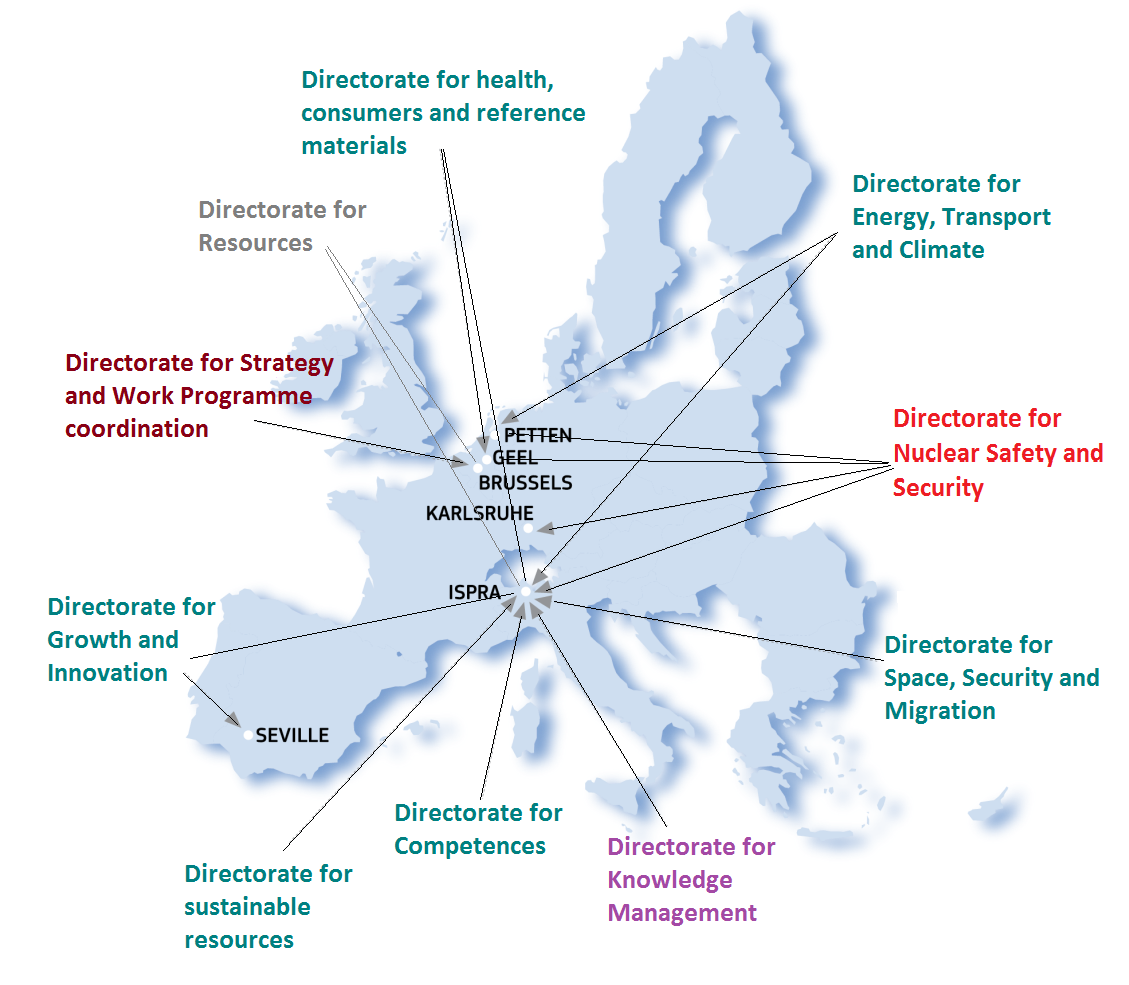 Directorate for health,
consumers and reference
materials
Directorate for
Energy, Transport
and Climate
Directorate for
Resources
Directorate for Strategy
and Work Programme
coordination
Directorate for
Nuclear Safety and
Security
PETTEN
GEEL
BRUSSELS
KARLSRUHE
ISPRA
Directorate for
Growth and
Innovation
Directorate for
Space, Security and
Migration
SEVILLE
Directorate for
Competences
Directorate for
Knowledge
Management
Directorate for
sustainable
resources